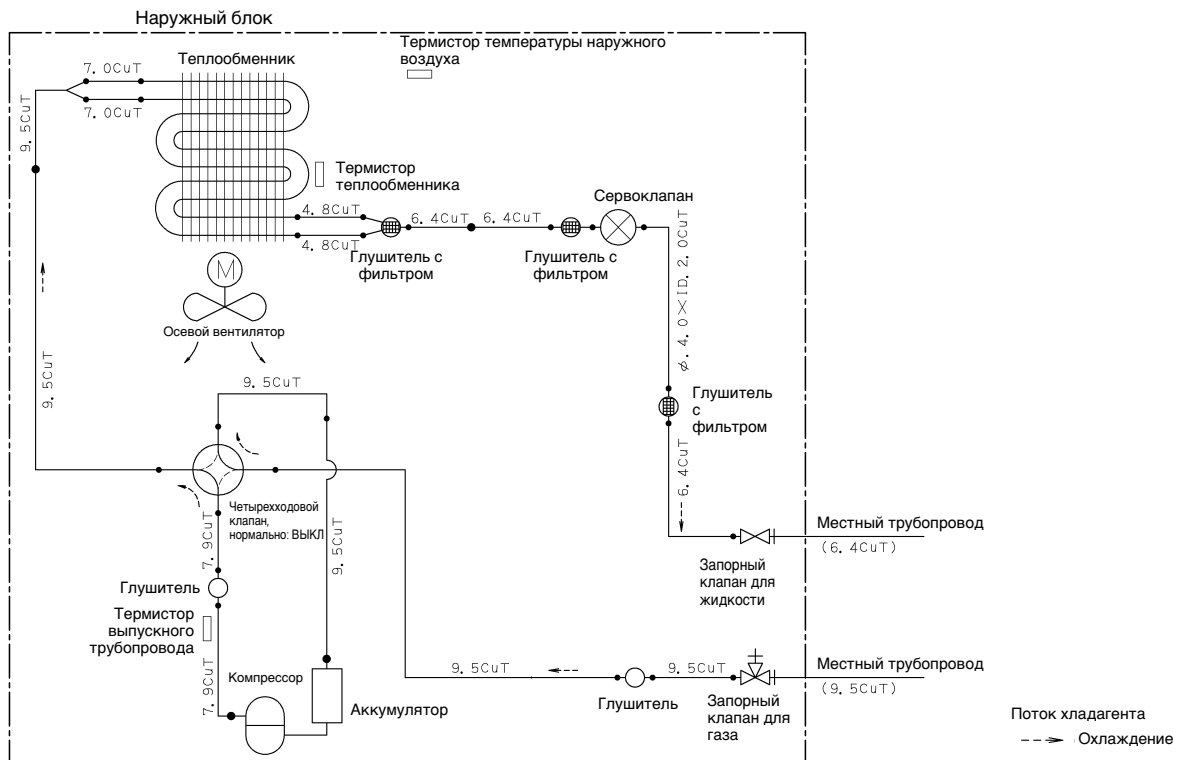 Наружный блок
Термистор температуры наружного
воздуха
Теплообменник
7. 0CuT
7. 0CuT
9. 5CuT
Термистор
теплообменника
Сервоклапан
4. 8CuT
4. 8CuT
6. 4CuT
6. 4CuT
Глушитель с
фильтром
Глушитель с
фильтром
ø. 4. 0×ID. 2. 0CuT
M
Осевой вентилятор
9. 5CuT
9. 5CuT
Глушитель
с
фильтром
6. 4CuT
Четырехходовой
клапан,
нормально: ВЫКЛ
7. 9CuT
9. 5CuT
Местный трубопровод
(6. 4CuT)
Запорный
клапан для
жидкости
Глушитель
Термистор
выпускного
трубопровода
7. 9CuT
Компрессор
Аккумулятор
9. 5CuT
9. 5CuT
Глушитель
Запорный
клапан для
газа
Местный трубопровод
(9. 5CuT)
Поток хладагента
Охлаждение